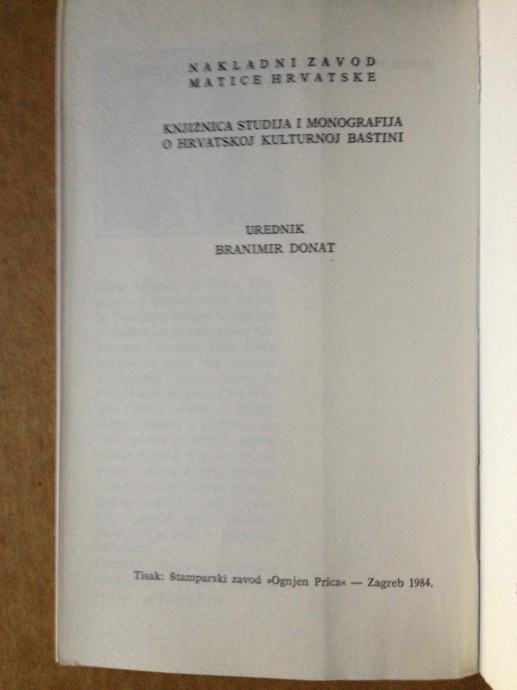 NAKLADNI ZAVOD
MATICE HRVATSKE
KNJIŽNICA STUDIJA I MONOGRAFIJA
O HRVATSKOJ KULTURNOJ BAŠTINI
UREDNIK
BRANIMIR DONAT
Tisak: Štamparski zavod »Ognjen Prica« — Zagreb 1984.